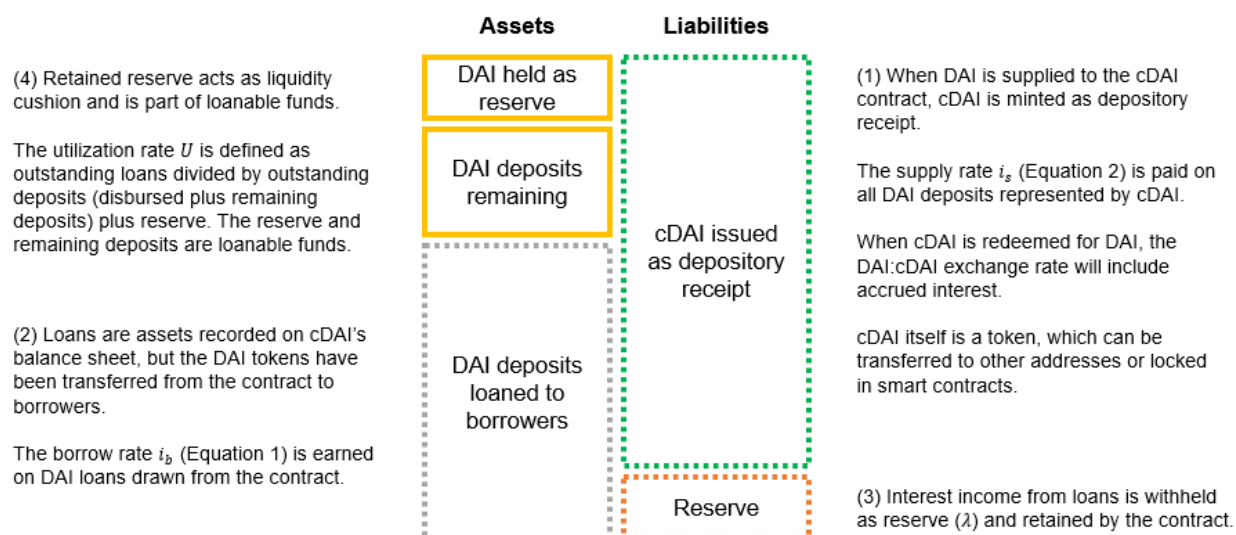 Assets
Liabilities
(4) Retained reserve acts as liquidity
cushion and is part of loanable funds.
The utilization rate U is defined as
outstanding loans divided by outstanding
deposits (disbursed plus remaining
deposits) plus reserve. The reserve and
remaining deposits are loanable funds.
(2) Loans are assets recorded on cDAI’s
balance sheet, but the DAI tokens have
been transferred from the contract to
borrowers.
The borrow rate i_b (Equation 1) is earned
on DAI loans drawn from the contract.
DAI held as
reserve
DAI deposits
remaining
DAI deposits
loaned to
borrowers
cDAI issued
as depository
receipt
Reserve
(1) When DAI is supplied to the cDAI
contract, cDAI is minted as depository
receipt.
The supply rate i_s (Equation 2) is paid on
all DAI deposits represented by cDAI.
When cDAI is redeemed for DAI, the
DAI:cDAI exchange rate will include
accrued interest.
cDAI itself is a token, which can be
transferred to other addresses or locked
in smart contracts.
(3) Interest income from loans is withheld
as reserve (λ) and retained by the contract.